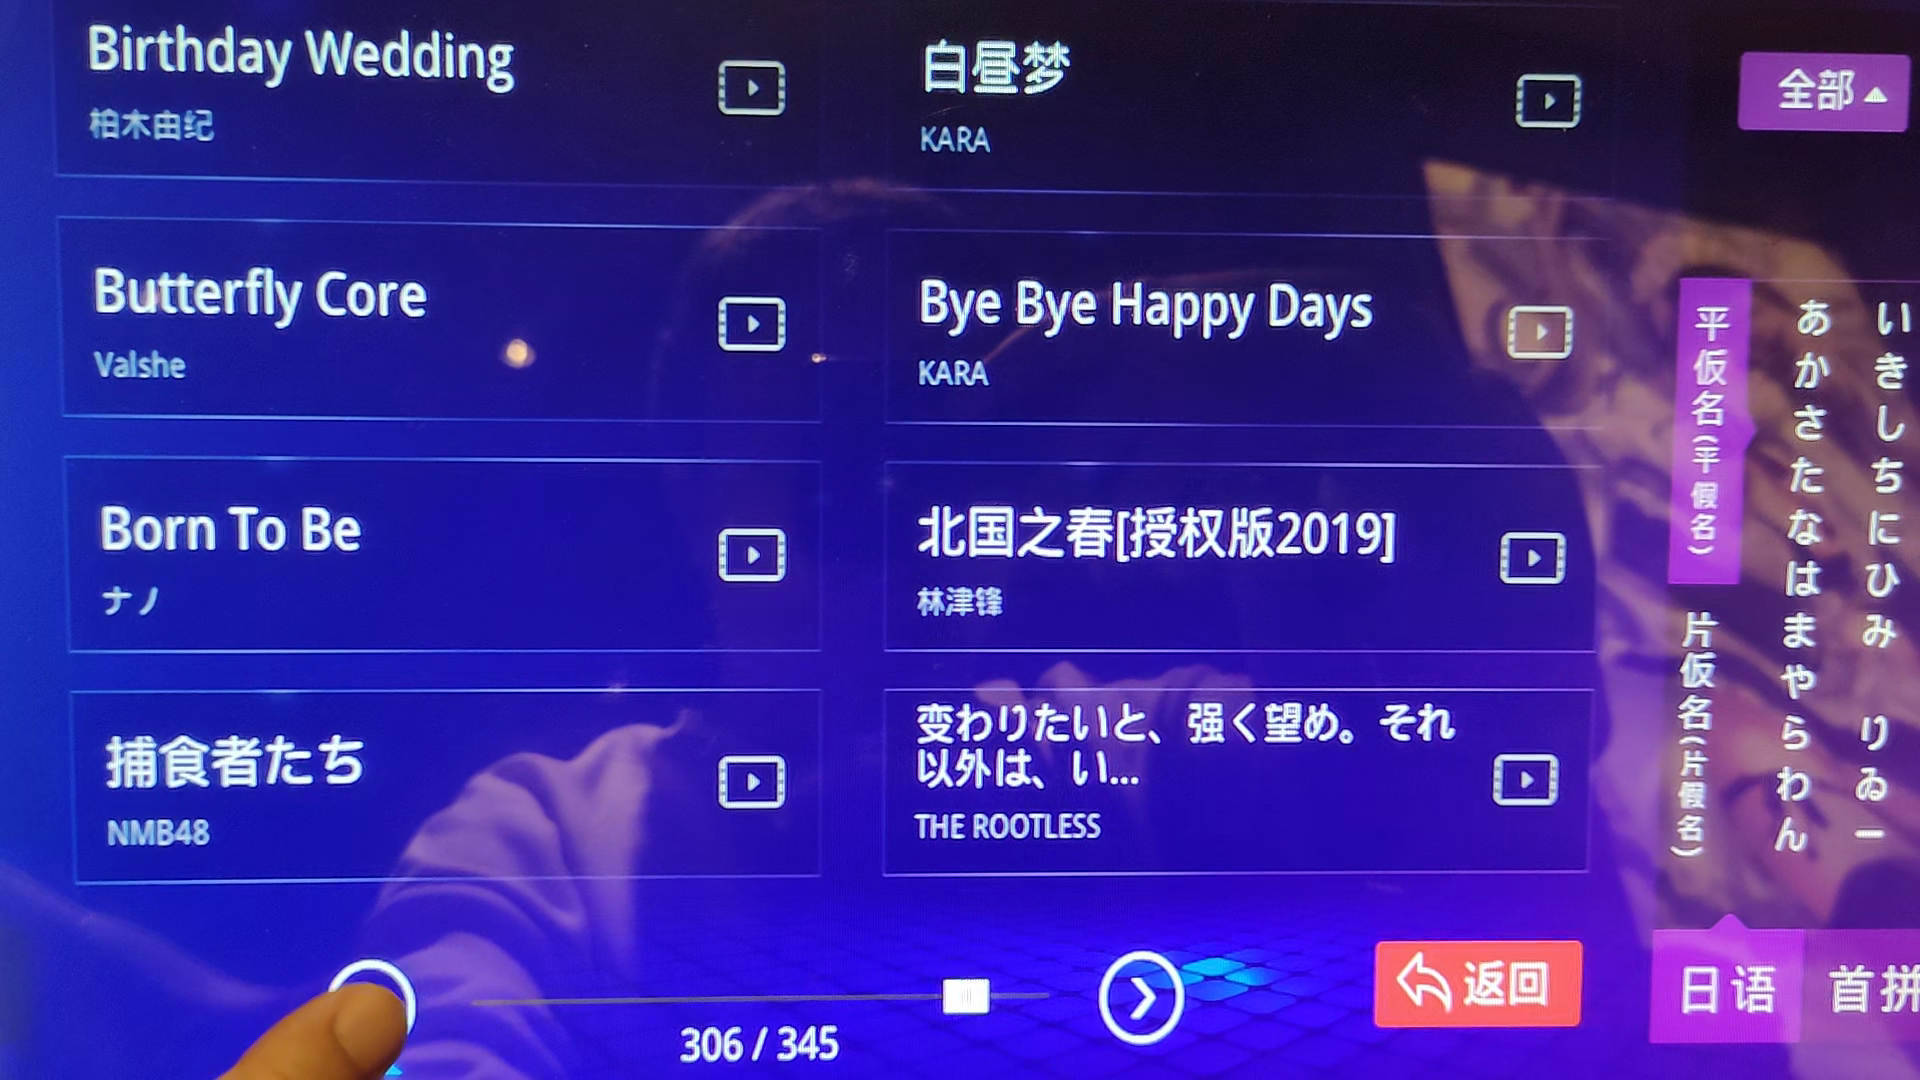 Birthday Wedding
柏木由纪
白昼梦
KARA
Butterfly Core
Valshe
Bye Bye Happy Days
KARA
Born To Be
ナノ
北国之春[授权版2019]
林津锋
捕食者たち
NMB48
变わりたいと、强く望め。それ
以外は、い...
THE ROOTLESS
306 / 345
返回
全部
平仮名(平假名)
片仮名(片假名)
あかさたなはまやらわん
いきしちにひみ りゐー
日语
首拼